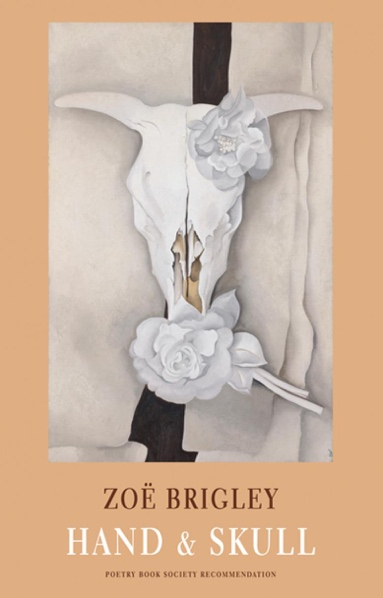 ZOË BRIGLEY
HAND & SKULL
POETRY BOOK SOCIETY RECOMMENDATION